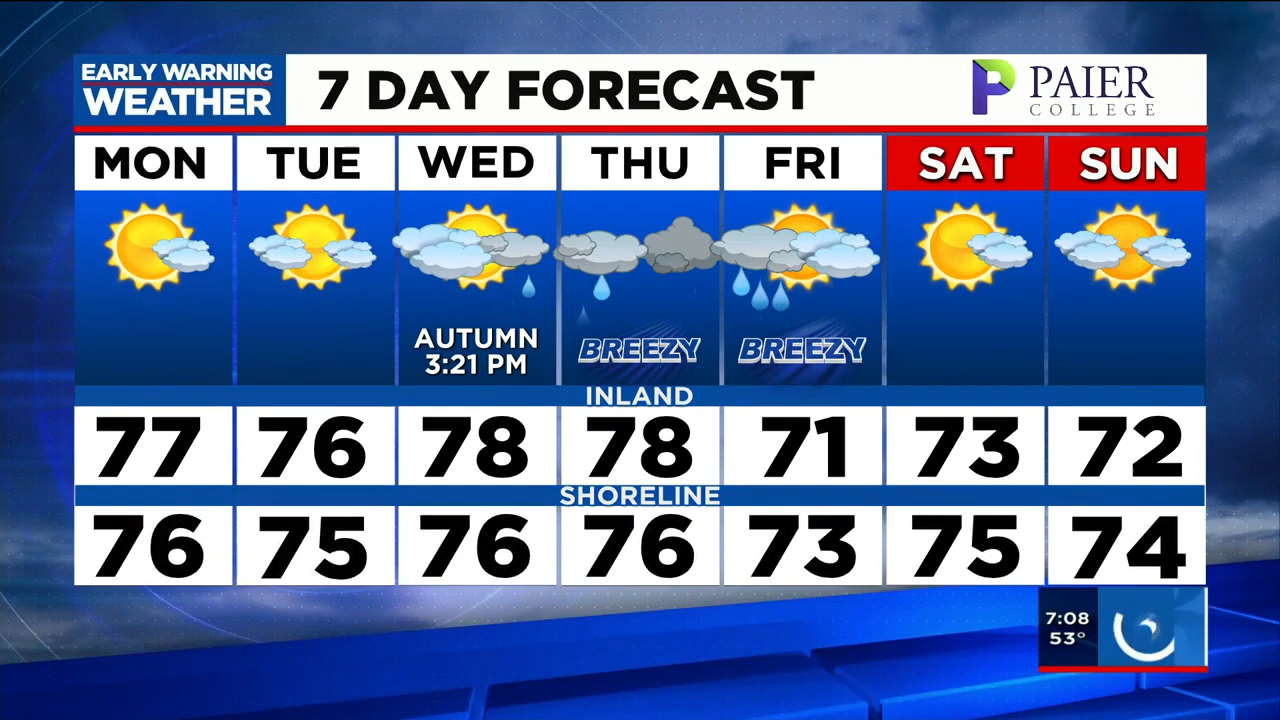 EARLY WARNING
WEATHER
7 DAY FORECAST
PAIER
COLLEGE
MON TUE WED THU FRI SAT SUN
AUTUMN
3:21 PM
BREEZY BREEZY
INLAND
77 76 78 78 71 73 72
SHORELINE
76 75 76 76 73 75 74
7:08
53°